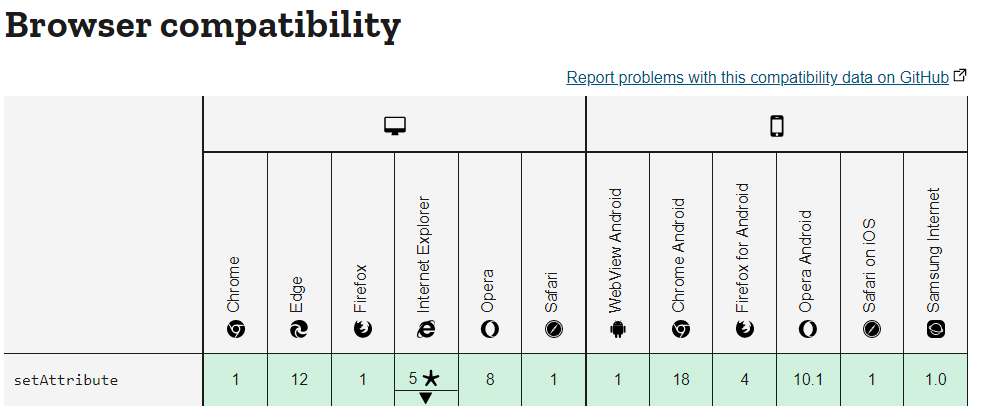 Browser compatibility
Report problems with this compatibility data on GitHub
Chrome
Edge
Firefox
Internet Explorer
Opera
Safari
WebView Android
Chrome Android
Firefox for Android
Opera Android
Safari on iOS
Samsung Internet
setAttribute 1 12 1 5 ★ 8 1 1 18 4 10.1 1 1.0